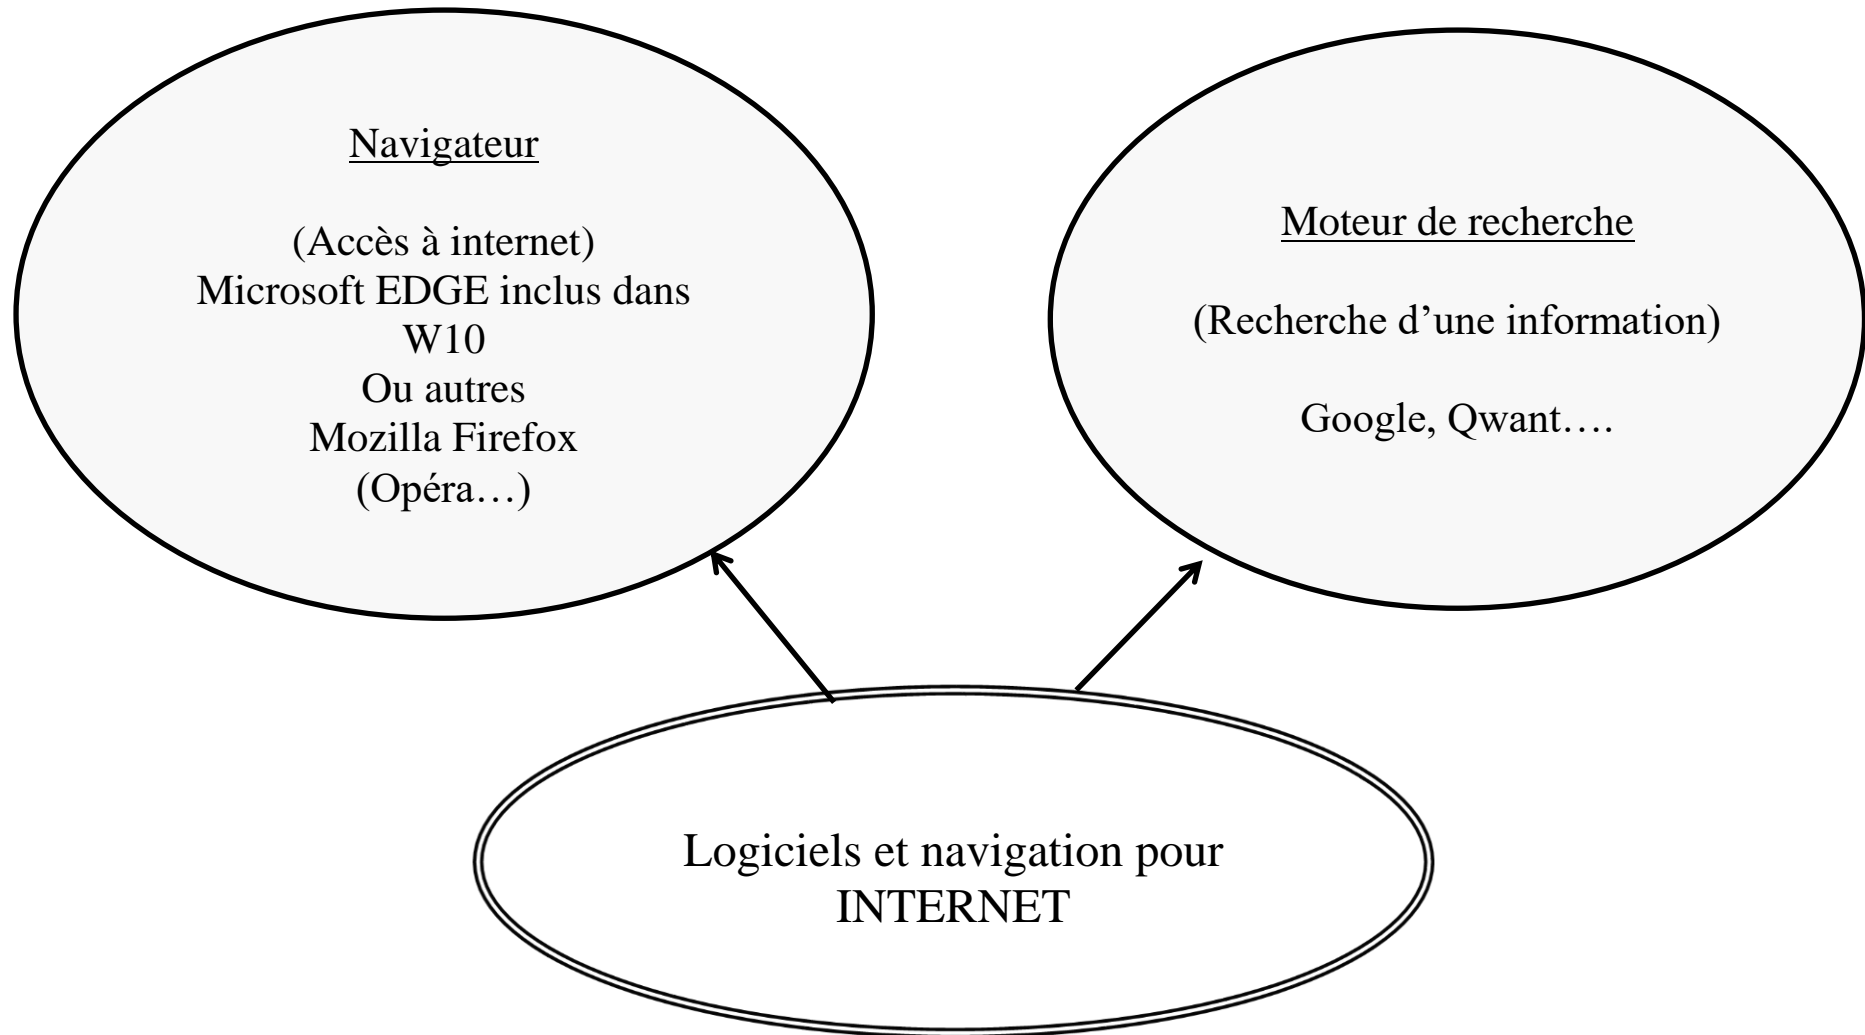 Navigateur
(Accès à internet)
Microsoft EDGE inclus dans
W10
Ou autres
Mozilla Firefox
(Opéra…)
Moteur de recherche
(Recherche d’une information)
Google, Qwant….
Logiciels et navigation pour
INTERNET